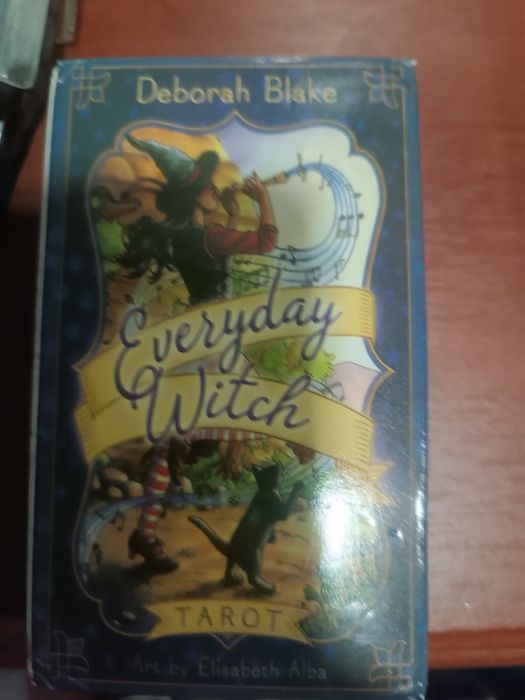 Deborah Blake
Everyday
Witch
TAROT
Art by Elisabeth Alba